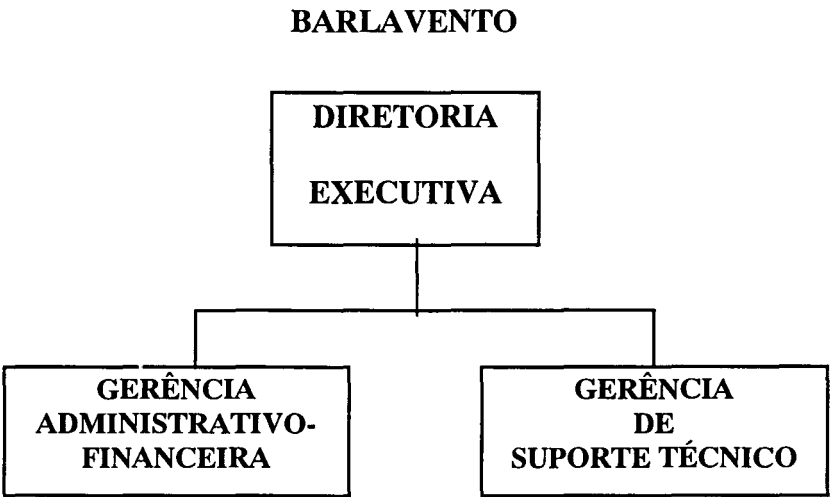 BARLAVENTO
DIRETORIA
EXECUTIVA
GERÊNCIA
ADMINISTRATIVO-
FINANCEIRA
GERÊNCIA
DE
SUPORTE TÉCNICO